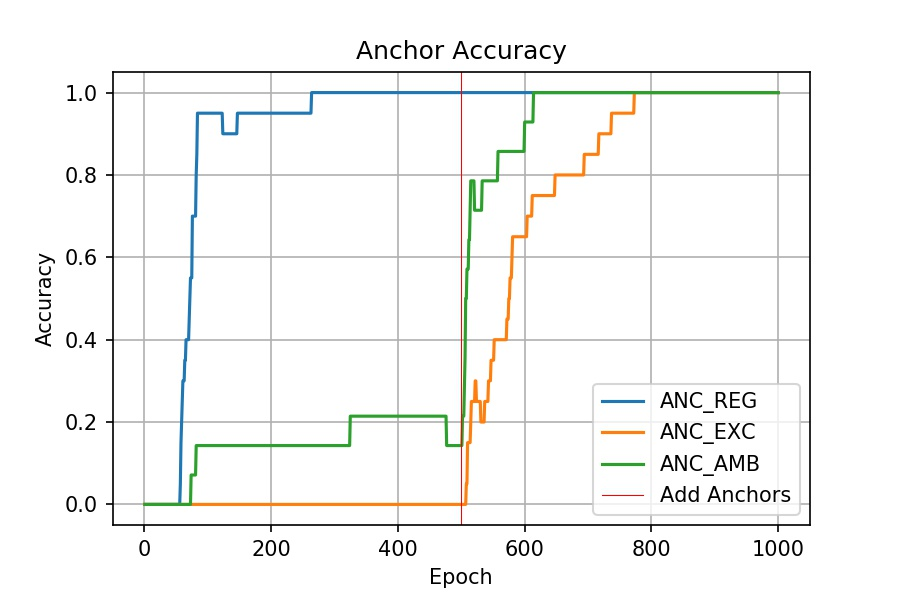 Anchor Accuracy
Accuracy
1.0
0.8
0.6
0.4
0.2
0.0
ANC_REG
ANC_EXC
ANC_AMB
Add Anchors
0 200 400 600 800 1000
Epoch